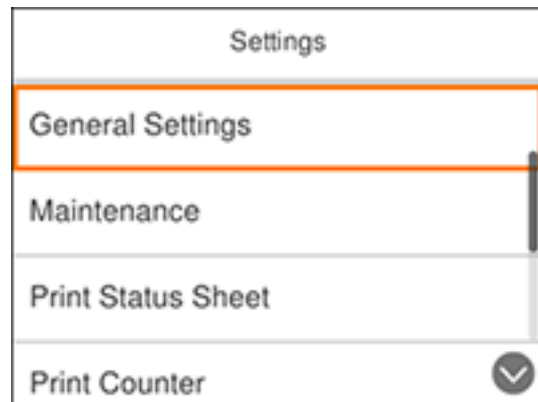 Settings
General Settings
Maintenance
Print Status Sheet
Print Counter